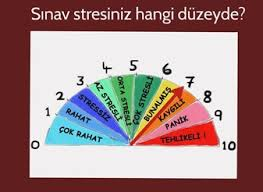 Sınav stresiniz hangi düzeyde?
0
1
2
3
4
5
6
7
8
9
10
ÇOK RAHAT
RAHAT
STRESSİZ
AZ STRESLİ
ORTA STRESLİ
ÇOK STRESLİ
BUNALMIŞ
KAYGILI
PANİK
TEHLİKELİ !